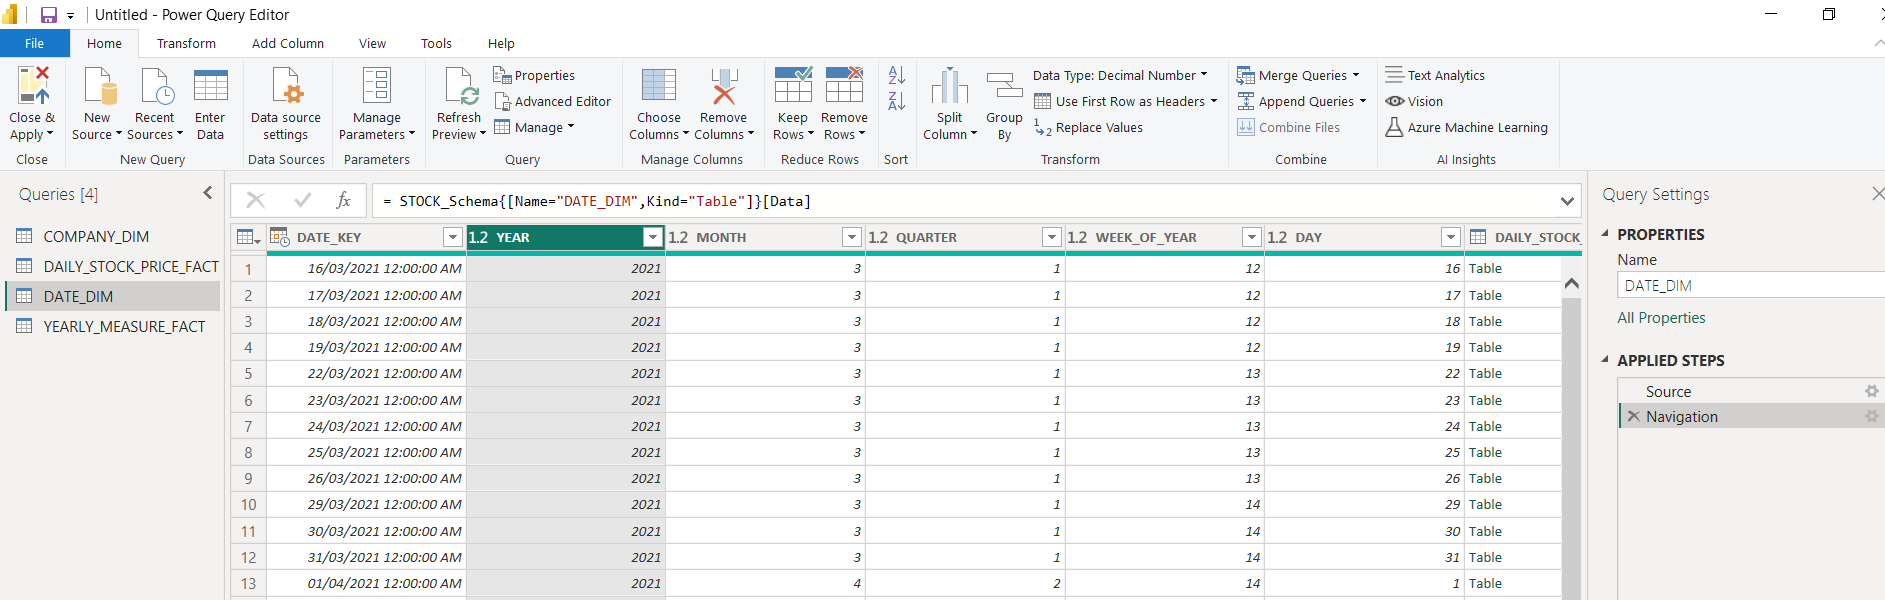 Untitled - Power Query Editor
File Home Transform Add Column View Tools Help
Close & Apply
Close
New Source
Recent Sources
Enter Data
New Query
Data source settings
Data Sources
Manage Parameters
Parameters
Refresh Preview
Properties
Advanced Editor
Manage
Query
Choose Columns
Remove Columns
Manage Columns
Keep Rows
Remove Rows
Reduce Rows
Sort
Split Column
Group By
Data Type: Decimal Number
Use First Row as Headers
Replace Values
Transform
Merge Queries
Append Queries
Combine Files
Combine
Text Analytics
Vision
Azure Machine Learning
AI Insights
Queries [4]
COMPANY_DIM
DAILY_STOCK_PRICE_FACT
DATE_DIM
YEARLY_MEASURE_FACT
fx = STOCK_Schema{[Name="DATE_DIM",Kind="Table"]}[Data]
DATE_KEY 1.2 YEAR 1.2 MONTH 1.2 QUARTER 1.2 WEEK_OF_YEAR 1.2 DAY DAILY_STOCK_
1 16/03/2021 12:00:00 AM 2021 3 1 12 16 Table
2 17/03/2021 12:00:00 AM 2021 3 1 12 17 Table
3 18/03/2021 12:00:00 AM 2021 3 1 12 18 Table
4 19/03/2021 12:00:00 AM 2021 3 1 12 19 Table
5 22/03/2021 12:00:00 AM 2021 3 1 13 22 Table
6 23/03/2021 12:00:00 AM 2021 3 1 13 23 Table
7 24/03/2021 12:00:00 AM 2021 3 1 13 24 Table
8 25/03/2021 12:00:00 AM 2021 3 1 13 25 Table
9 26/03/2021 12:00:00 AM 2021 3 1 13 26 Table
10 29/03/2021 12:00:00 AM 2021 3 1 14 29 Table
11 30/03/2021 12:00:00 AM 2021 3 1 14 30 Table
12 31/03/2021 12:00:00 AM 2021 3 1 14 31 Table
13 01/04/2021 12:00:00 AM 2021 4 2 14 1 Table
Query Settings
PROPERTIES
Name
DATE_DIM
All Properties
APPLIED STEPS
Source
Navigation